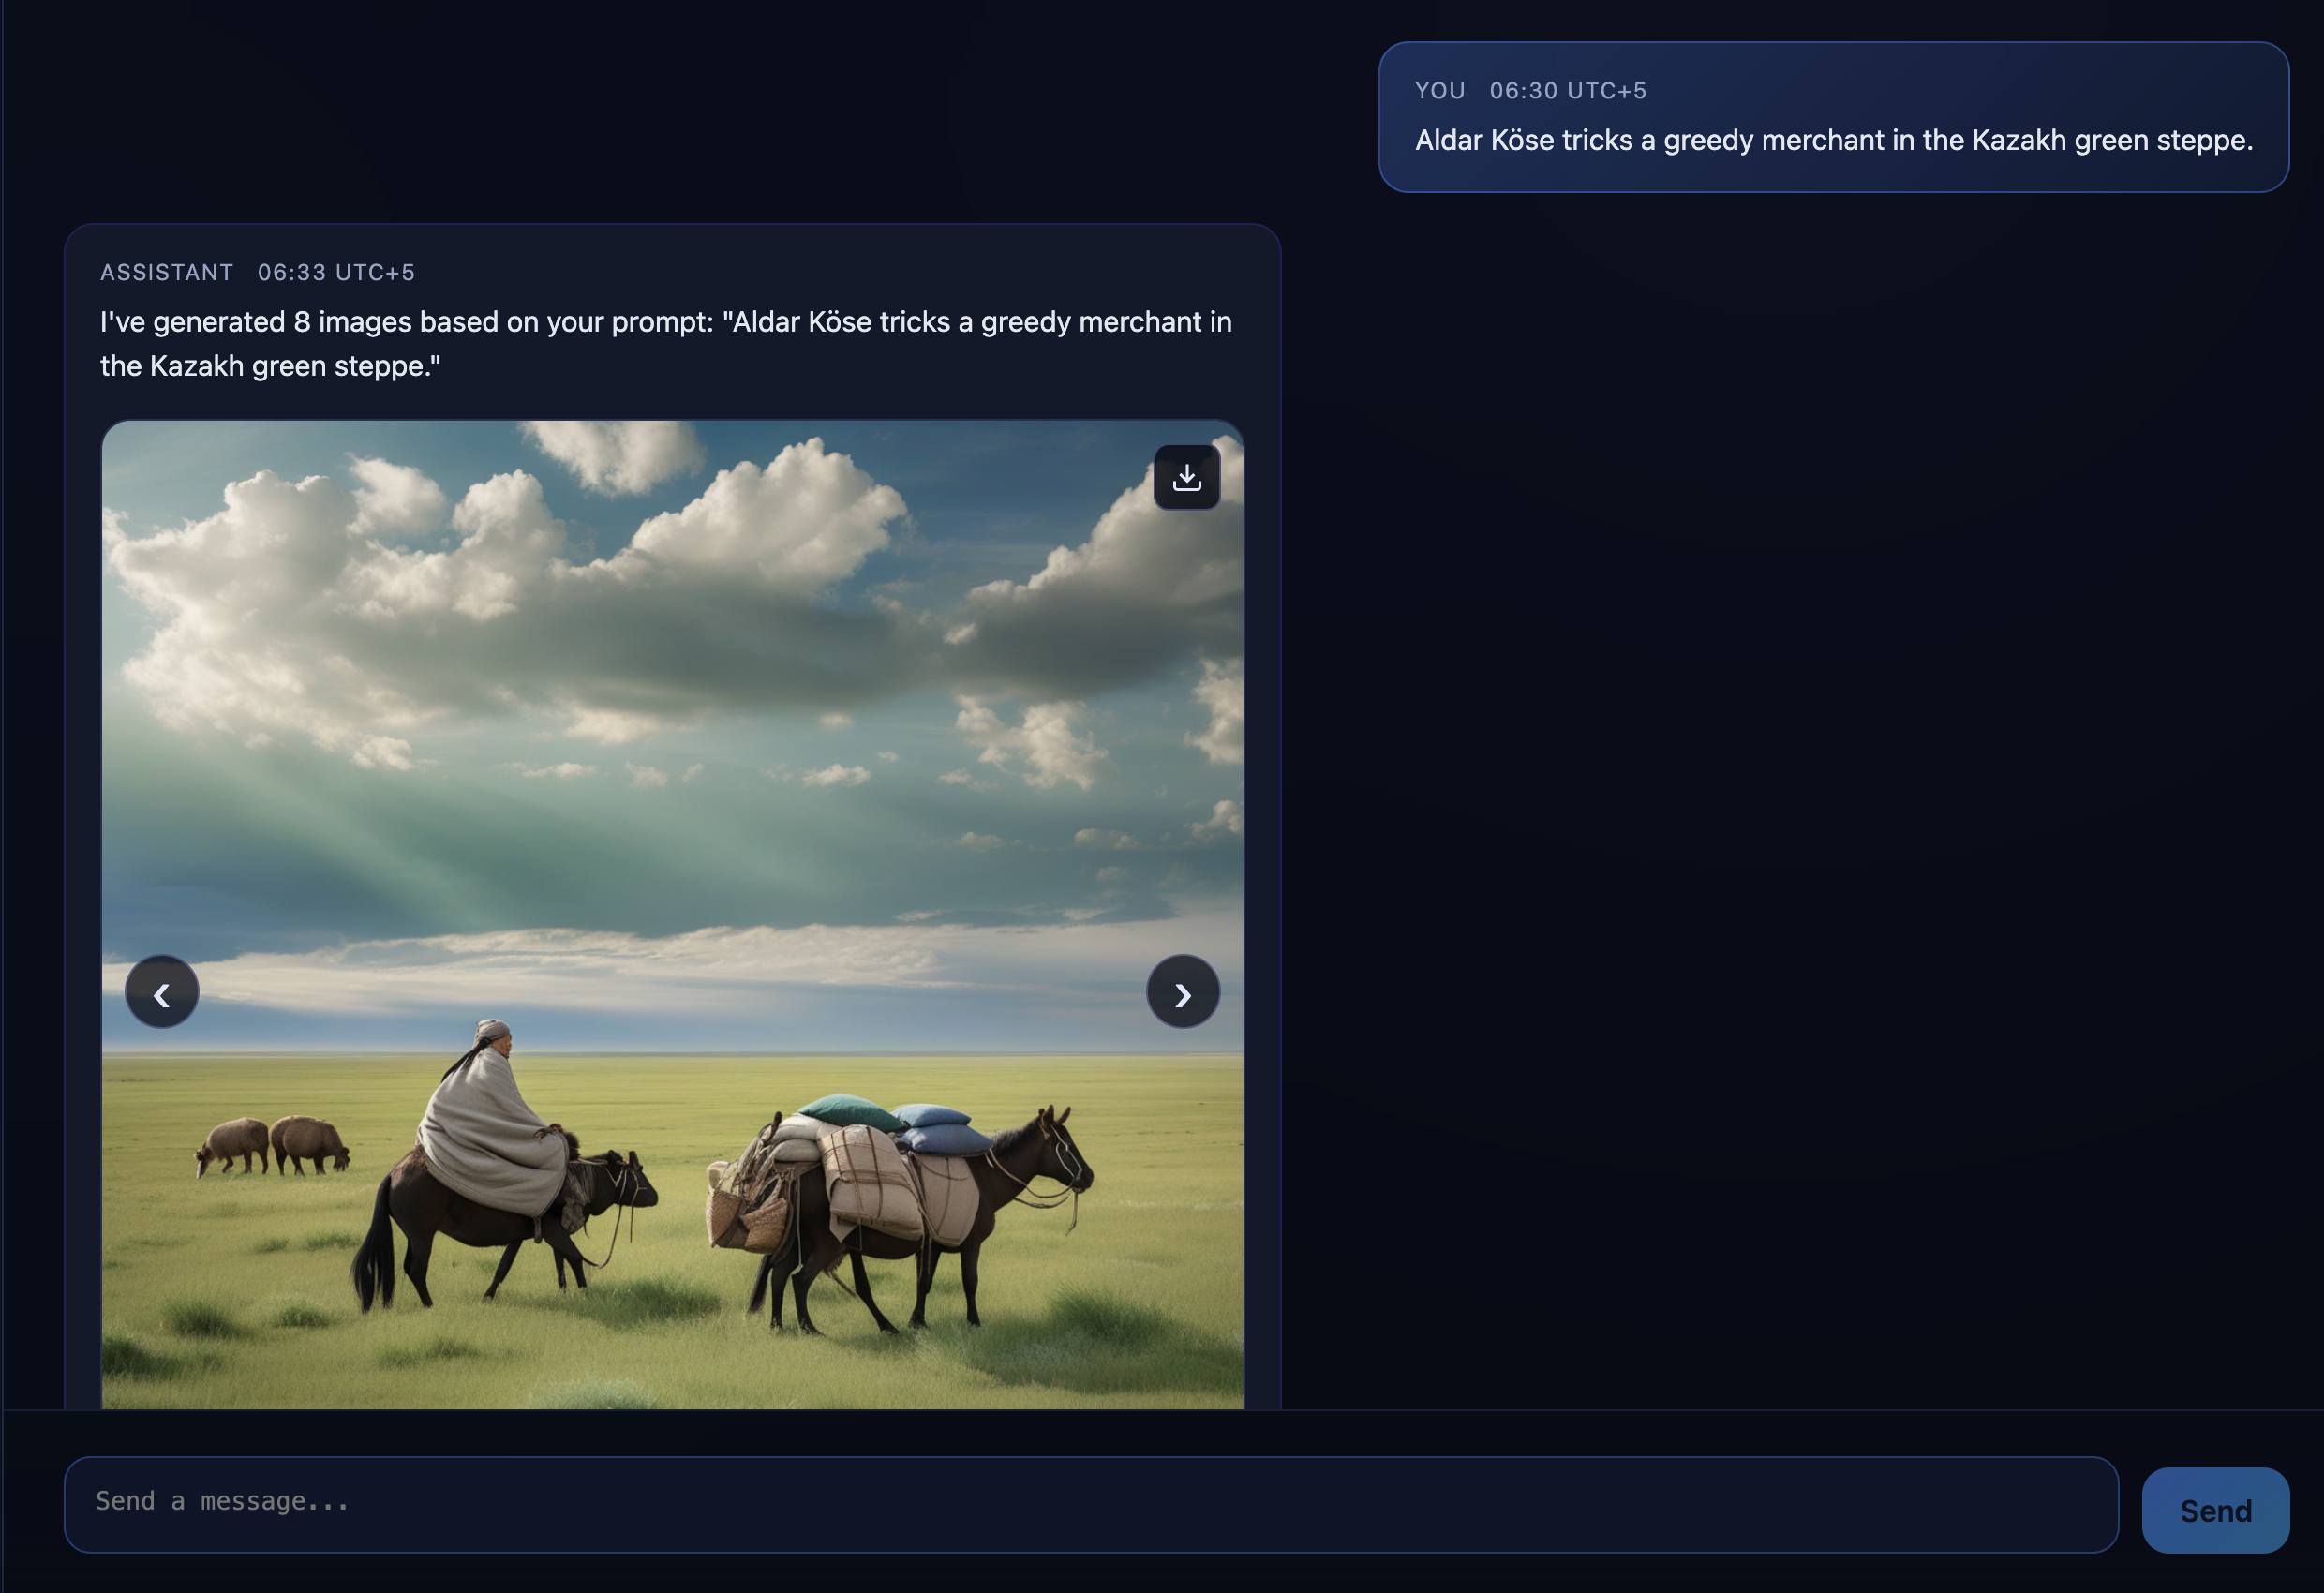 YOU 06:30 UTC+5
Aldar Köse tricks a greedy merchant in the Kazakh green steppe.
ASSISTANT 06:33 UTC+5
I've generated 8 images based on your prompt: "Aldar Köse tricks a greedy merchant in
the Kazakh green steppe."
Send a message...
Send